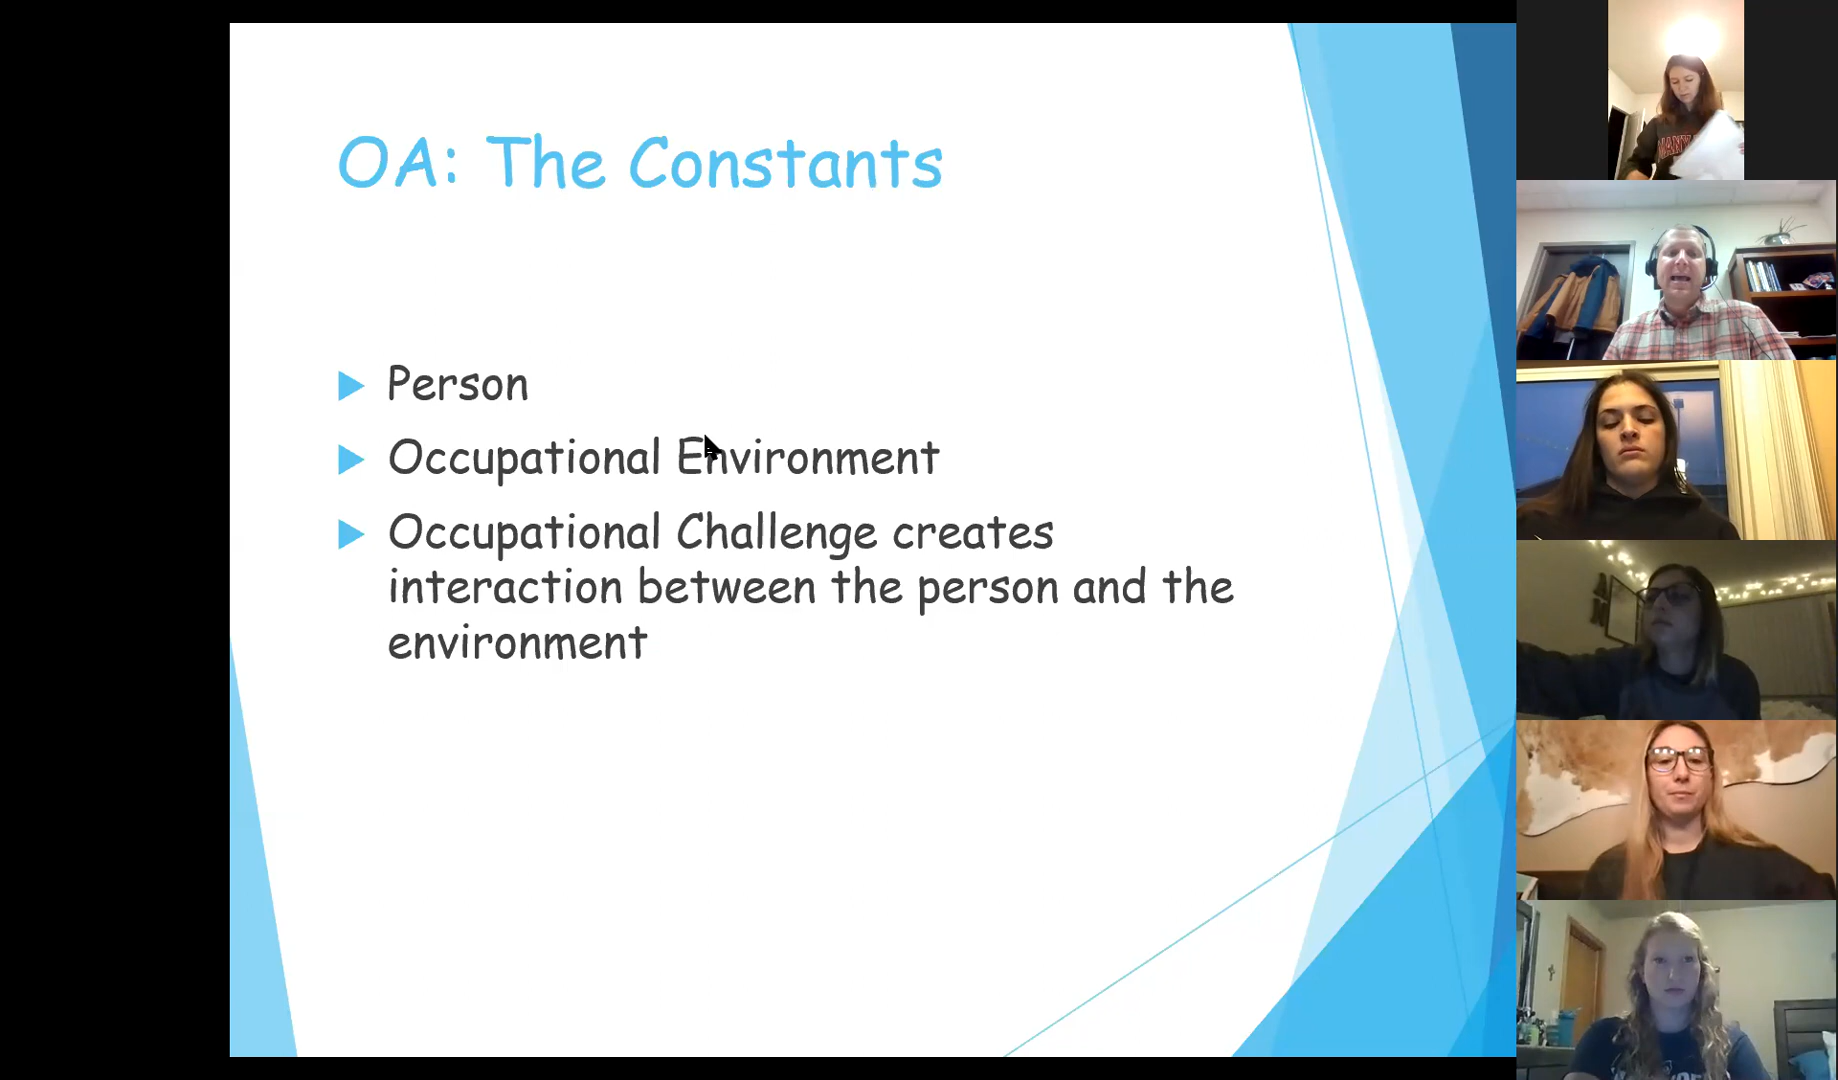 OA: The Constants
Person
Occupational Environment
Occupational Challenge creates
interaction between the person and the
environment